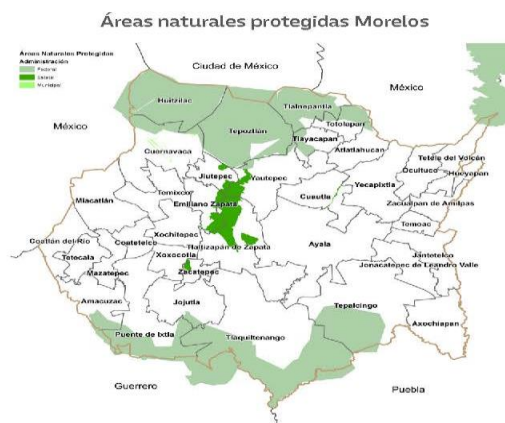 Áreas naturales protegidas Morelos
Áreas Naturales Protegidas
Administración
Federal
Estatal
Municipal
Ciudad de México
México
México
Huitzilac
Tlalnepantla
Totolapan
Tepoztlán
Tlayacapan
Atlatlahucan
Cuernavaca
Tetela del Volcán
Ocuituco
Hueyapan
Jiutepec
Yautepec
Yecapixtla
Temixco
Cuautla
Zacualpan de Amilpas
Miacatlán
Emiliano Zapata
Temoac
Xochitepec
Coatlán del Río
Coatetelco
Ayala
Tlaltizapán de Zapata
Jantetelco
Xoxocotla
Tetecala
Jonacatepec de Leandro Valle
Mazatepec
Zacatepec
Amacuzac
Jojutla
Tepalcingo
Axochiapan
Puente de Ixtla
Tlaquiltenango
Guerrero
Puebla